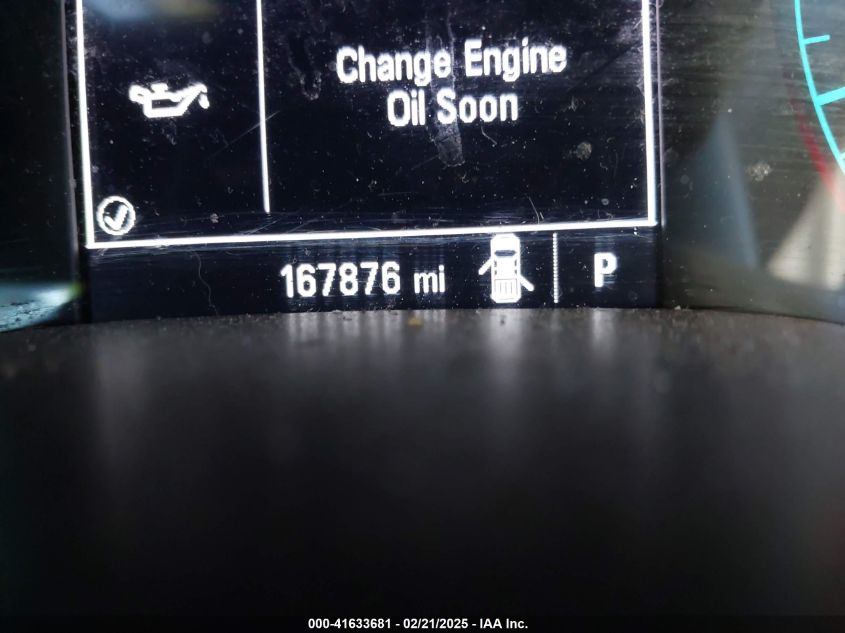 Change Engine
Oil Soon
167876 mi
P
000-41633681 - 02/21/2025 - IAA Inc.